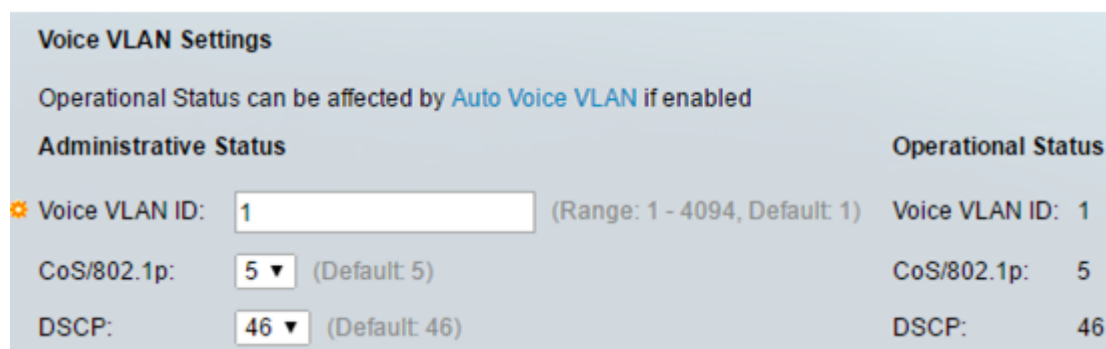 Voice VLAN Settings
Operational Status can be affected by Auto Voice VLAN if enabled
Administrative Status Operational Status
Voice VLAN ID: 1 (Range: 1 - 4094, Default: 1) Voice VLAN ID: 1
CoS/802.1p: 5 (Default: 5) CoS/802.1p: 5
DSCP: 46 (Default: 46) DSCP: 46